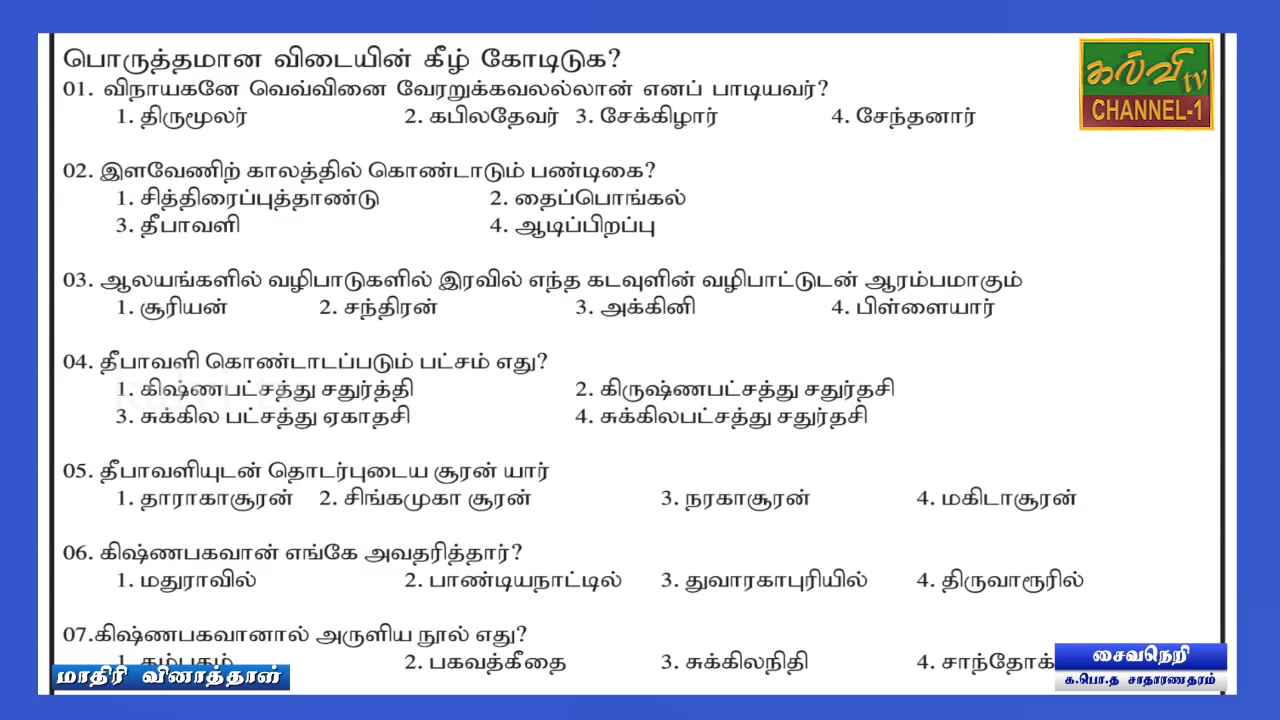 பொருத்தமான விடையின் கீழ் கோடிடுக?
கல்வி tv
CHANNEL-1
01. விநாயகனே வெவ்வினை வேரறுக்கவலல்லான் எனப் பாடியவர்?
1. திருமூலர் 2. கபிலதேவர் 3. சேக்கிழார் 4. சேந்தனார்
02. இளவேணிற் காலத்தில் கொண்டாடும் பண்டிகை?
1. சித்திரைப்புத்தாண்டு 2. தைப்பொங்கல்
3. தீபாவளி 4. ஆடிப்பிறப்பு
03. ஆலயங்களில் வழிபாடுகளில் இரவில் எந்த கடவுளின் வழிபாட்டுடன் ஆரம்பமாகும்
1. சூரியன் 2. சந்திரன் 3. அக்கினி 4. பிள்ளையார்
04. தீபாவளி கொண்டாடப்படும் பட்சம் எது?
1. கிஷ்ணபட்சத்து சதுர்த்தி 2. கிருஷ்ணபட்சத்து சதுர்தசி
3. சுக்கில பட்சத்து ஏகாதசி 4. சுக்கிலபட்சத்து சதுர்தசி
05. தீபாவளியுடன் தொடர்புடைய சூரன் யார்
1. தாராகாசூரன் 2. சிங்கமுகா சூரன் 3. நரகாசூரன் 4. மகிடாசூரன்
06. கிஷ்ணபகவான் எங்கே அவதரித்தார்?
1. மதுராவில் 2. பாண்டியநாட்டில் 3. துவாரகாபுரியில் 4. திருவாரூரில்
07.கிஷ்ணபகவானால் அருளிய நூல் எது?
2. பகவத்கீதை 3. சுக்கிலநிதி 4.
மாதிரி வினாத்தாள்
சைவநெறி
க.பொ.த சாதாரணதரம்